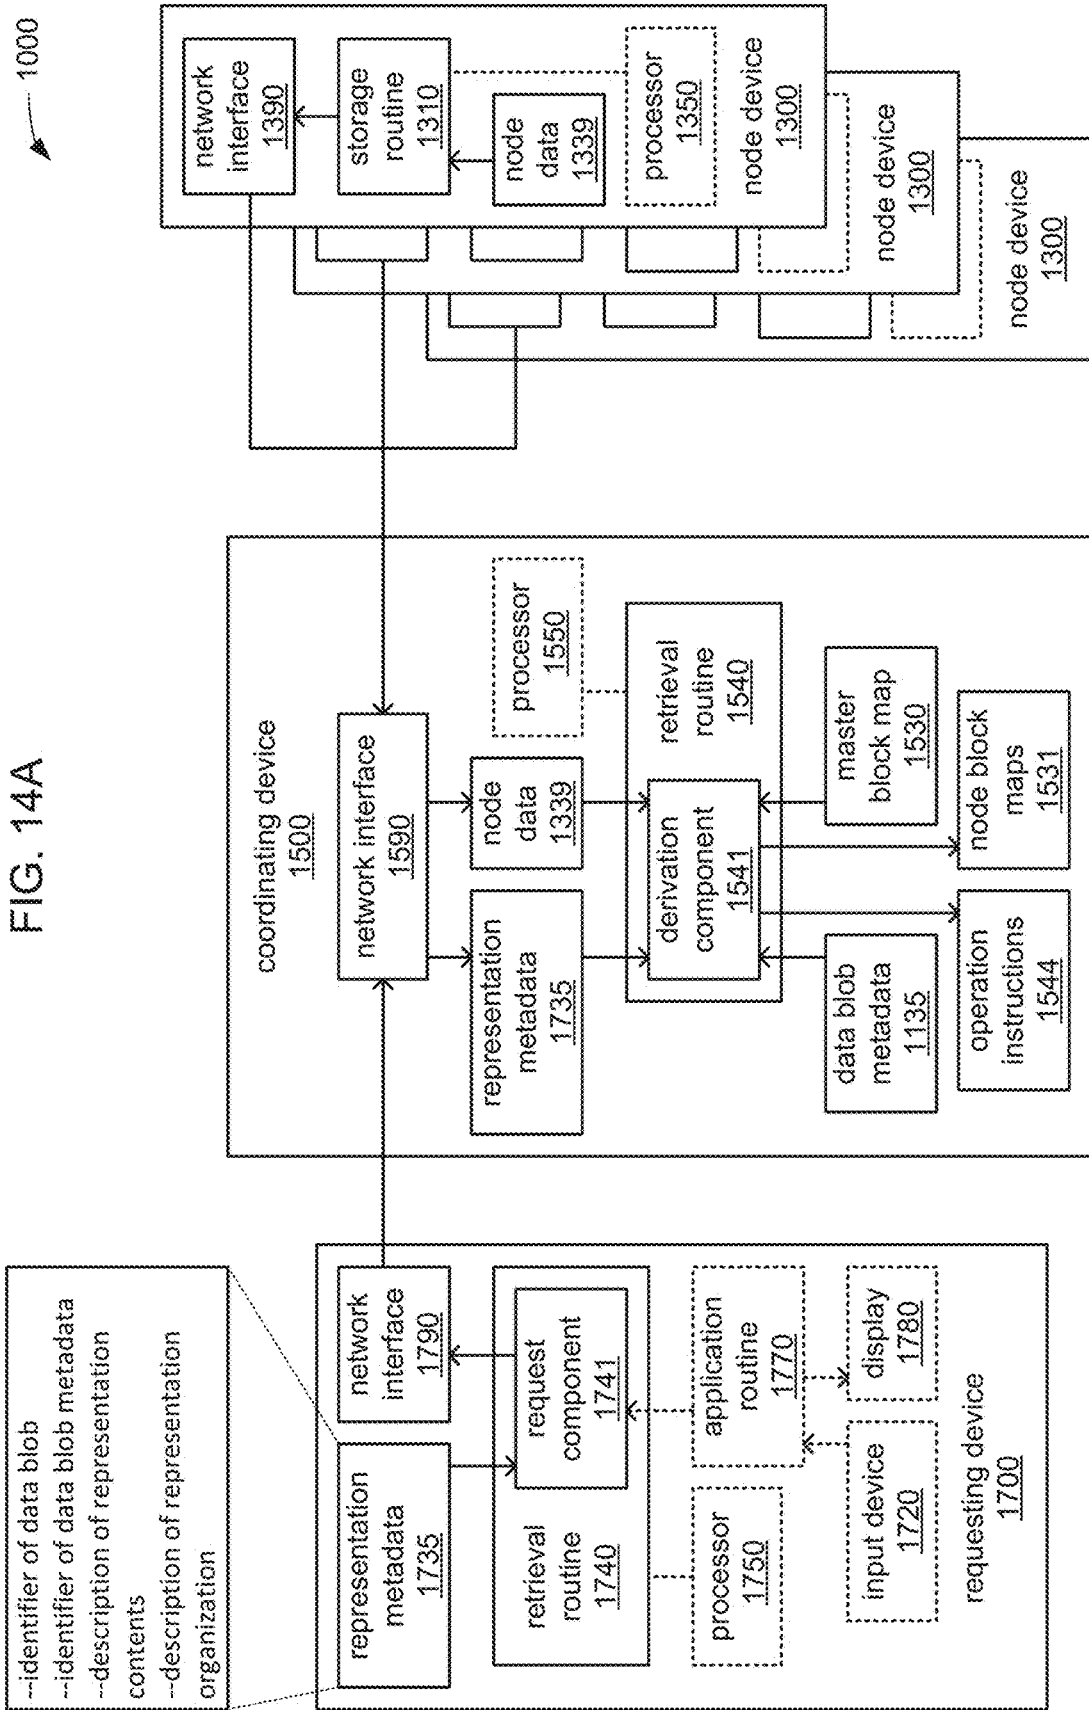 FIG. 14A
1000
--identifier of data blob
--identifier of data blob metadata
--description of representation
contents
--description of representation
organization
representation
metadata
1735
network
interface
1790
retrieval
routine
1740
request
component
1741
processor
1750
application
routine
1770
input device
1720
display
1780
requesting device
1700
coordinating device
1500
network interface
1590
representation
metadata
1735
node
data
1339
processor
1550
derivation
component
1541
retrieval
routine
1540
data blob
metadata
1135
master
block map
1530
operation
instructions
1544
node block
maps
1531
network
interface
1390
storage
routine
1310
node
data
1339
processor
1350
node device
1300
node device
1300
node device
1300